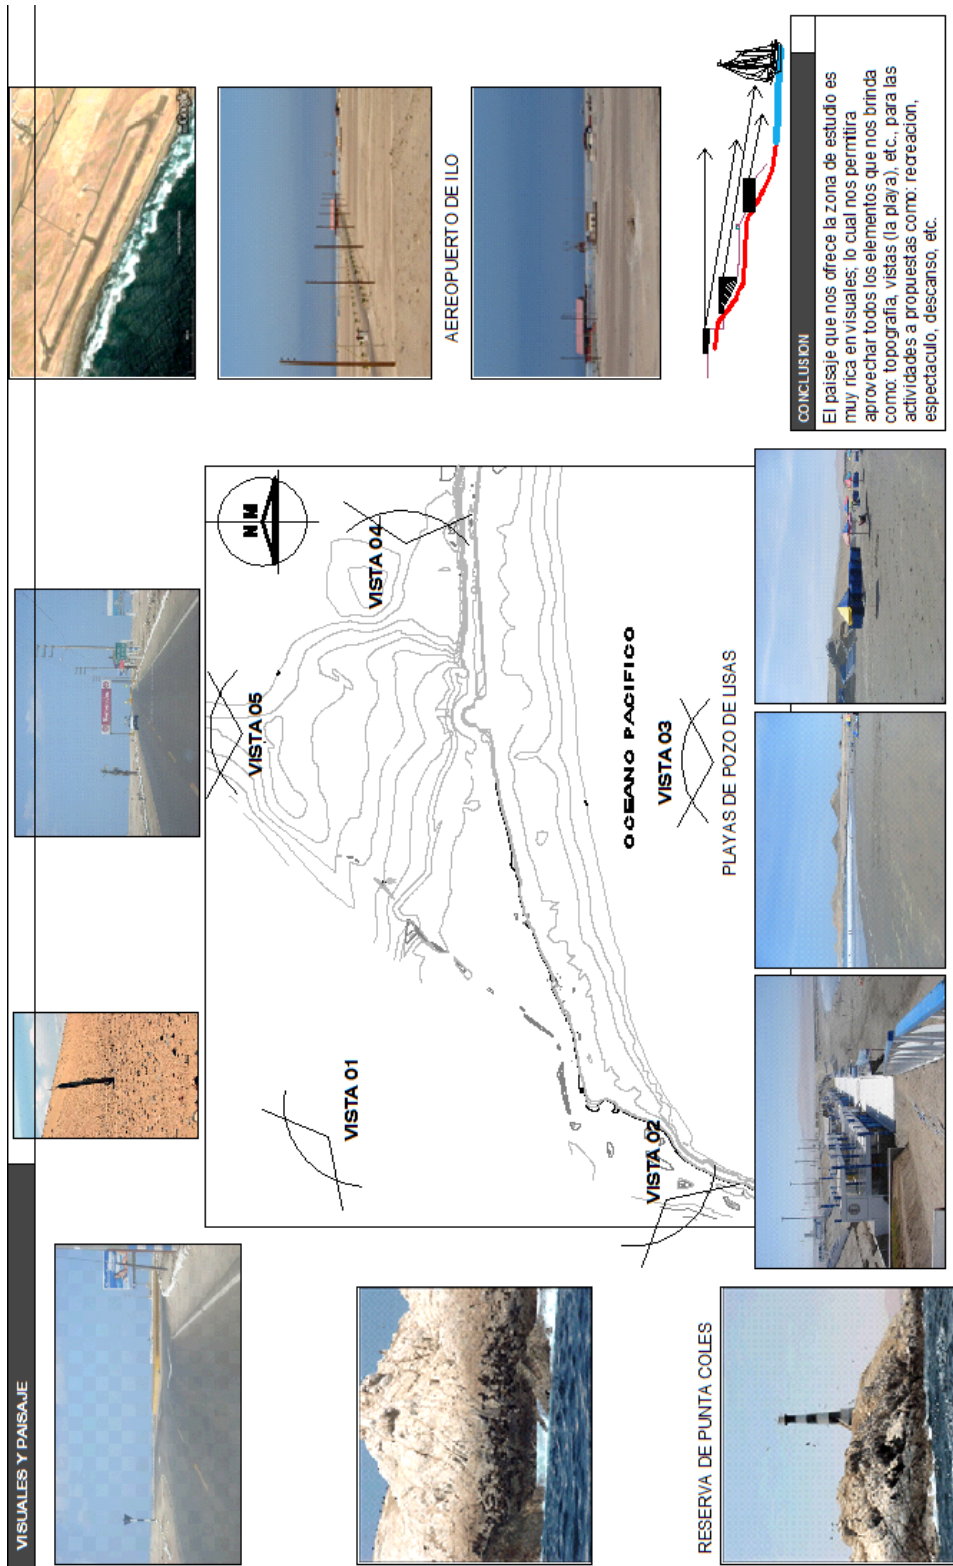 VISUALES Y PAISAJE
AEREOPUERTO DE ILO
NM
VISTA 05
VISTA 04
VISTA 01
VISTA 02
OCEANO PACIFICO
VISTA 03
PLAYAS DE POZO DE LISAS
RESERVA DE PUNTA COLES
CONCLUSION
El paisaje que nos ofrece la zona de estudio es
muy rica en visuales; lo cual nos permitira
aprovechar todos los elementos que nos brinda
como: topografia, vistas (la playa), etc., para las
actividades a propuestas como: recreacion,
espectaculo, descanso, etc.